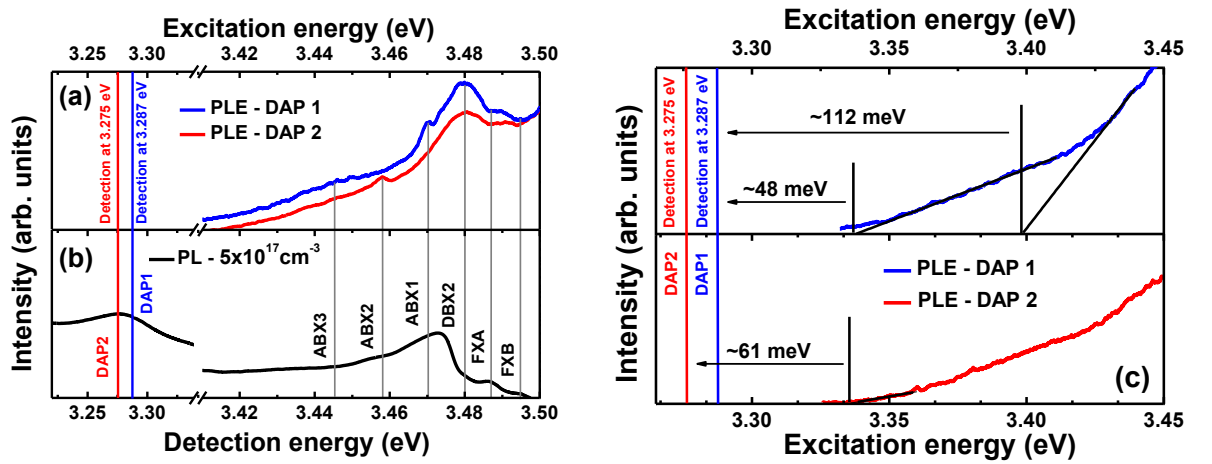 Excitation energy (eV)
3.25 3.30 3.42 3.44 3.46 3.48 3.50
(a)
Detection at 3.275 eV
Detection at 3.287 eV
PLE - DAP 1
PLE - DAP 2
Intensity (arb. units)
(b)
PL - 5x10¹⁷cm⁻³
DAP2
DAP1
ABX3
ABX2
ABX1
DBX2
FXA
FXB
3.25 3.30 3.42 3.44 3.46 3.48 3.50
Detection energy (eV)
Excitation energy (eV)
3.30 3.35 3.40 3.45
Detection at 3.275 eV
Detection at 3.287 eV
~112 meV
~48 meV
Intensity (arb. units)
DAP2
DAP1
PLE - DAP 1
PLE - DAP 2
~61 meV
(c)
3.30 3.35 3.40 3.45
Excitation energy (eV)